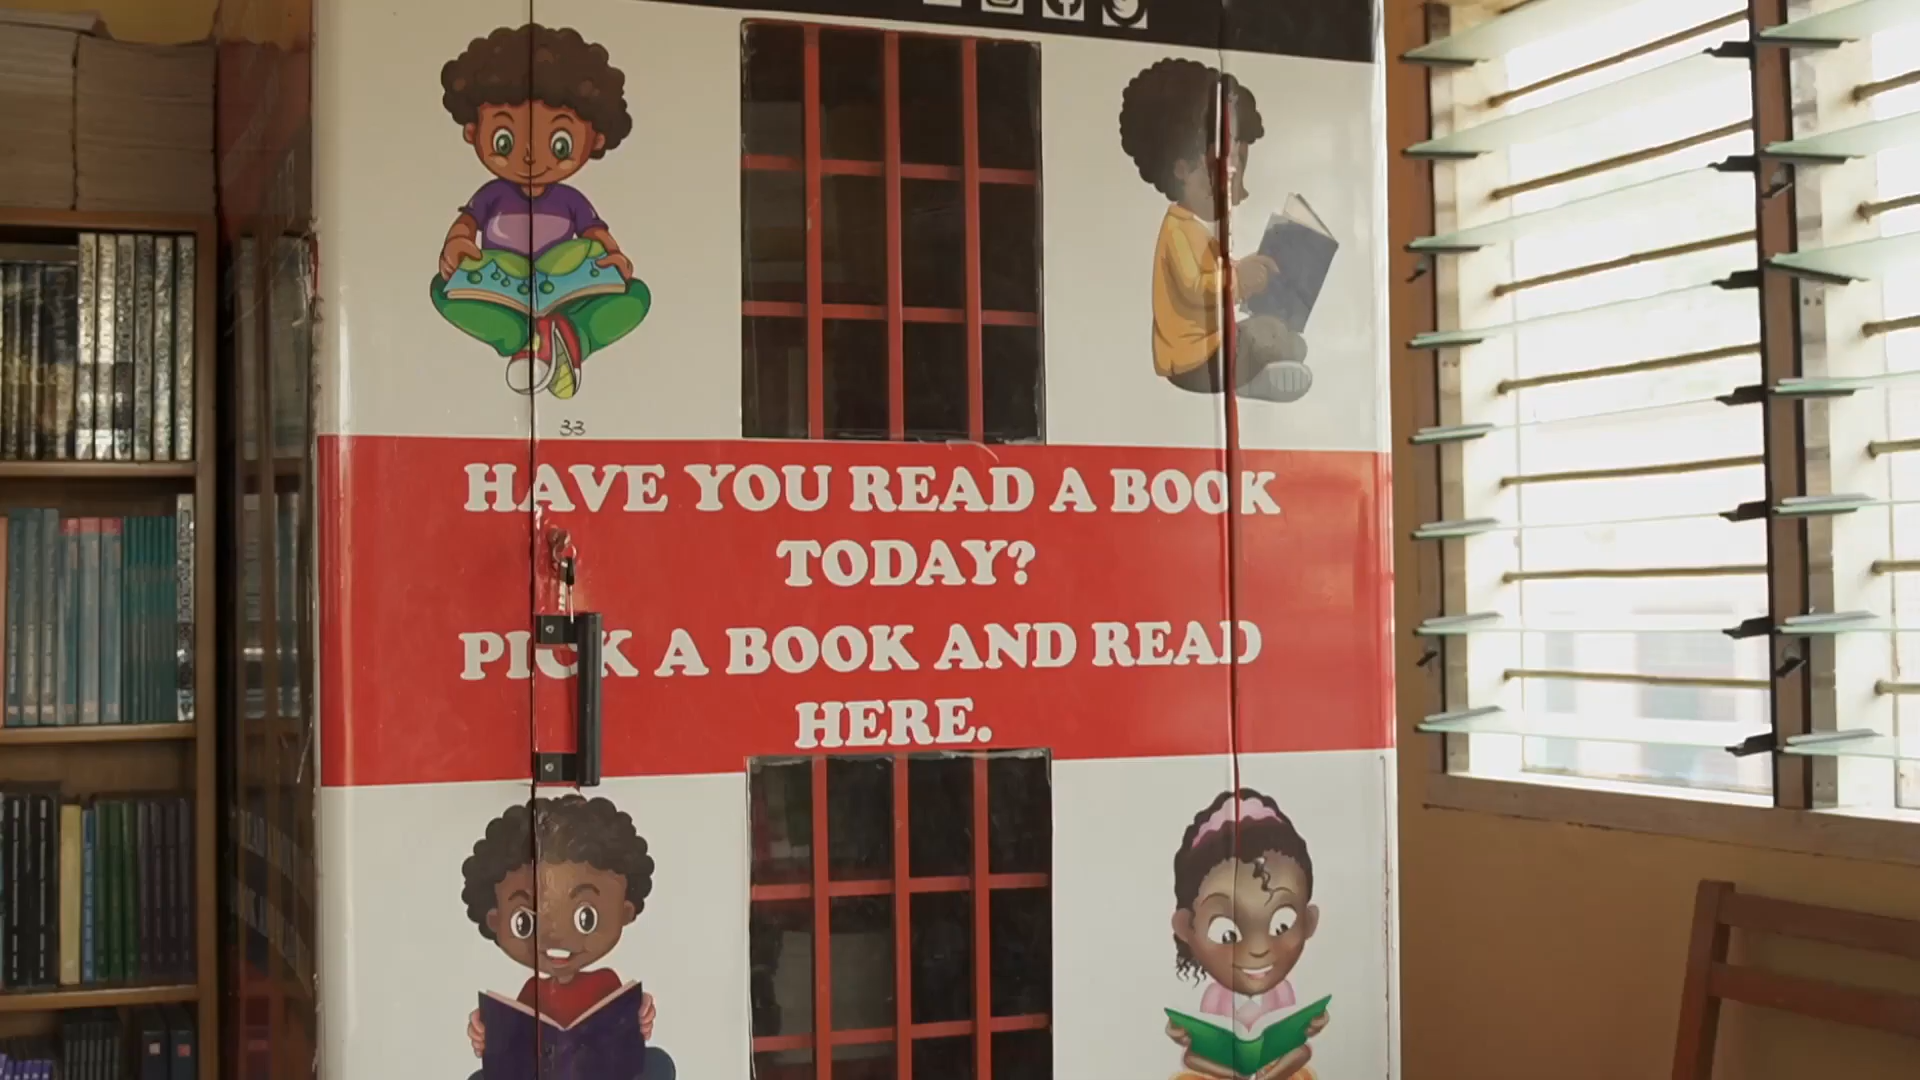 33
HAVE YOU READ A BOOK
TODAY?
PICK A BOOK AND READ
HERE.